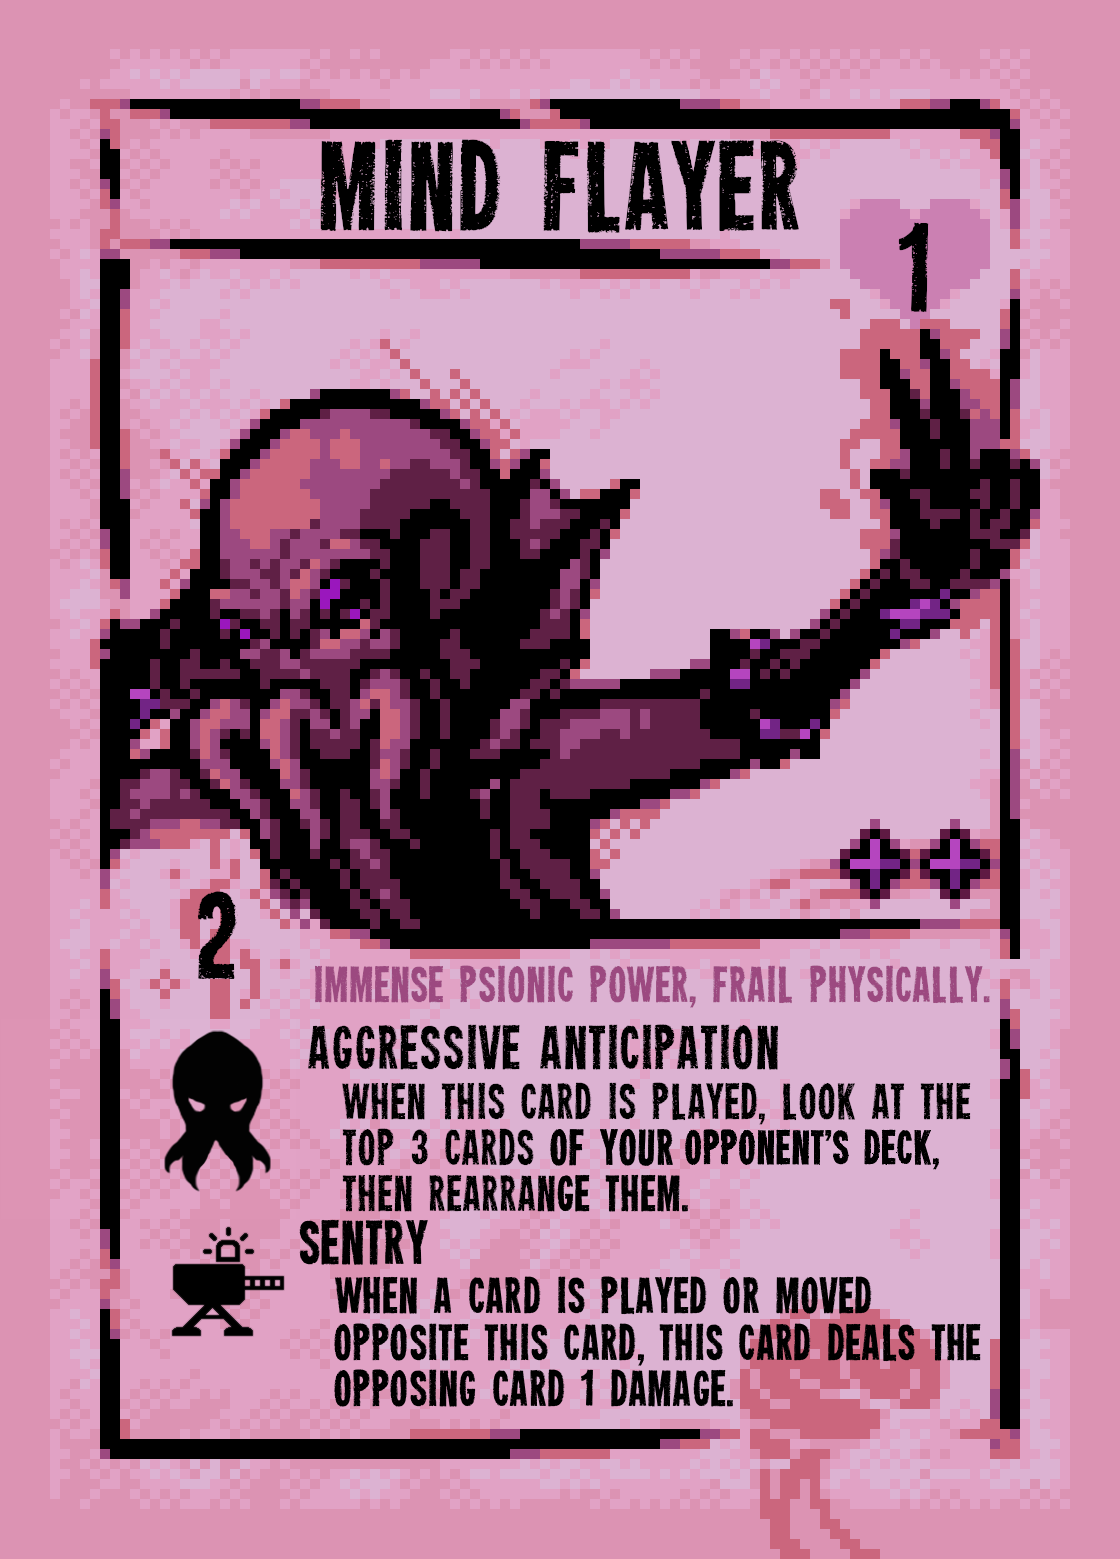 MIND FLAYER
1
2
IMMENSE PSIONIC POWER, FRAIL PHYSICALLY.
AGGRESSIVE ANTICIPATION
WHEN THIS CARD IS PLAYED, LOOK AT THE
TOP 3 CARDS OF YOUR OPPONENT'S DECK,
THEN REARRANGE THEM.
SENTRY
WHEN A CARD IS PLAYED OR MOVED
OPPOSITE THIS CARD, THIS CARD DEALS THE
OPPOSING CARD 1 DAMAGE.